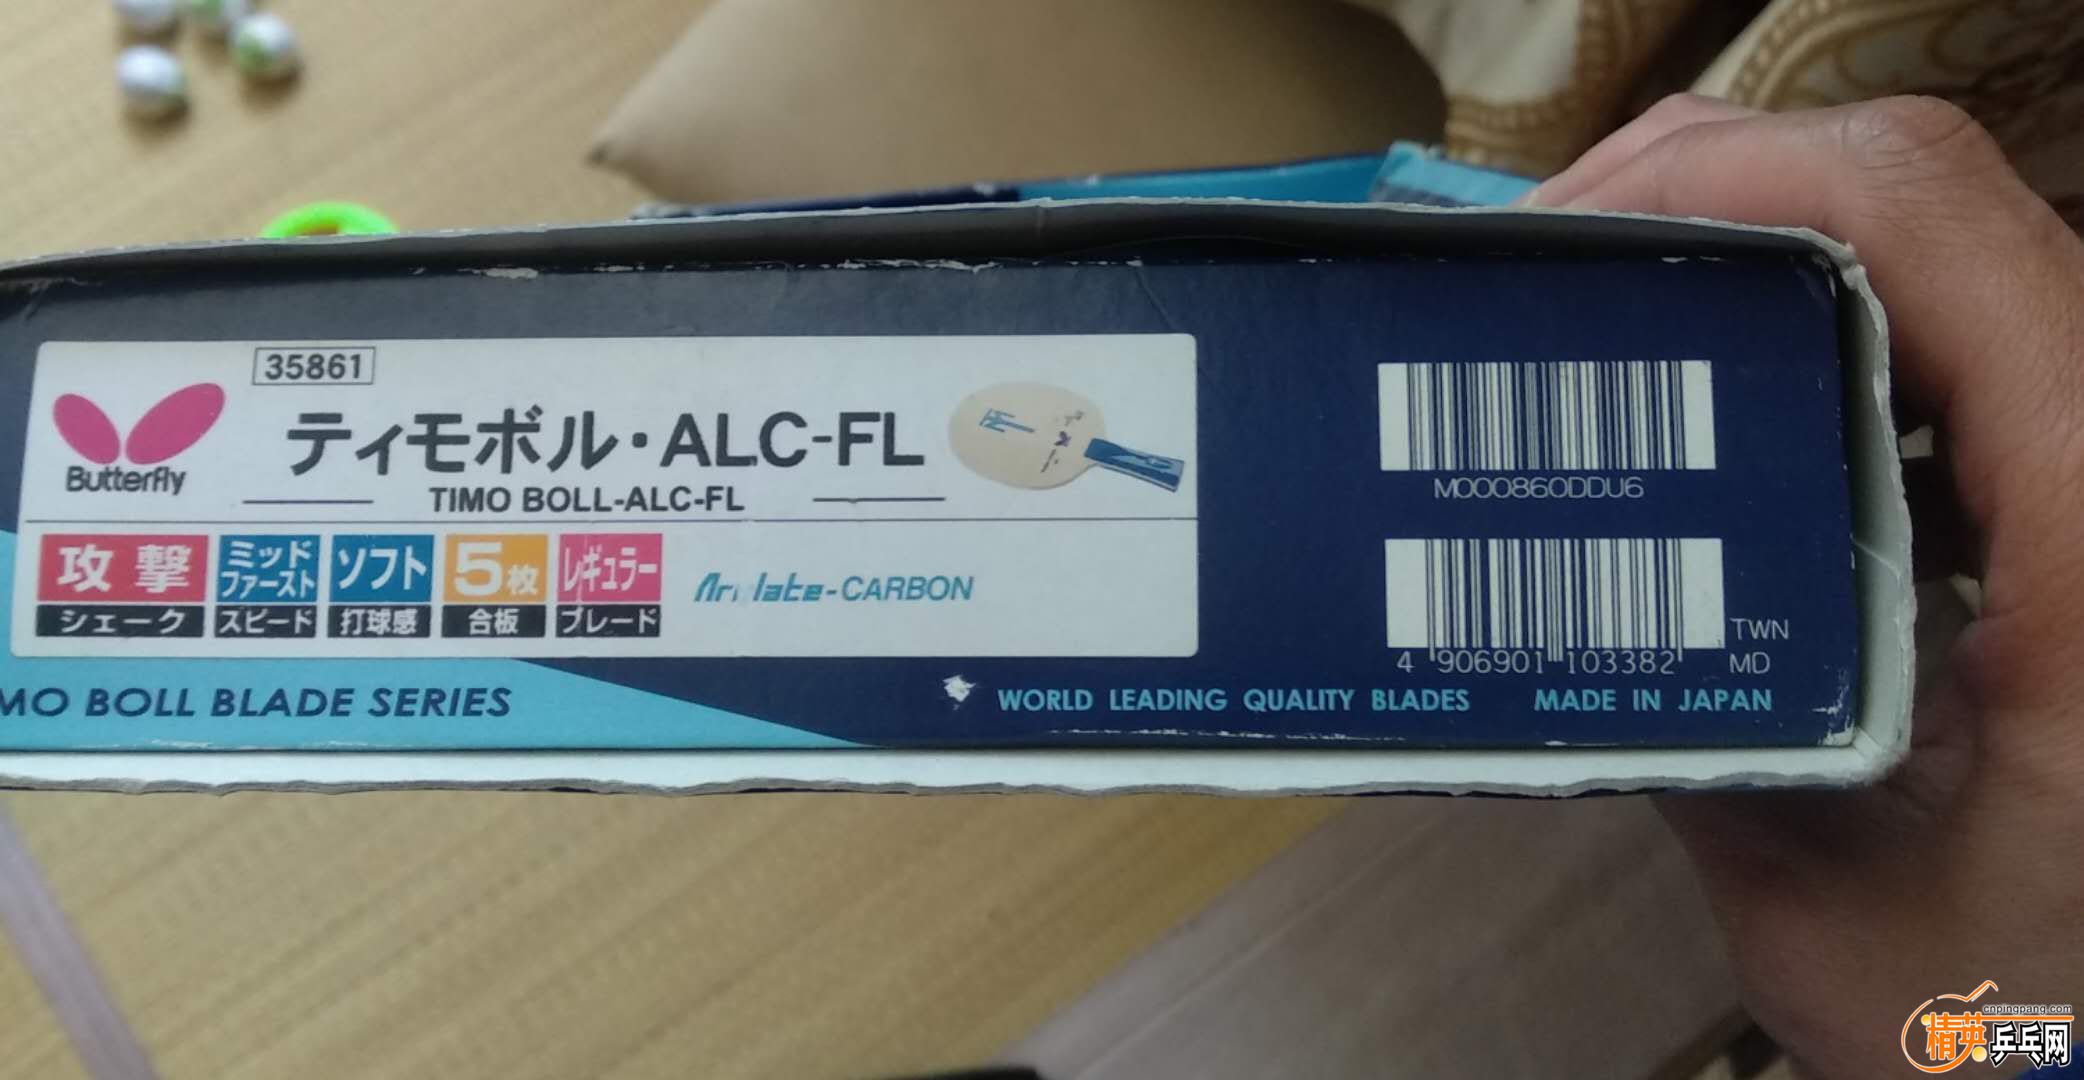 35861
Butterfly
ティモボル・ALC-FL
TIMO BOLL-ALC-FL
攻撃
シェーク
ミッド
ファースト
スピード
ソフト
打球感
5枚
合板
レギュラー
ブレード
Arylate-CARBON
M000860DDU6
4 906901 103382
TWN
MD
MO BOLL BLADE SERIES
WORLD LEADING QUALITY BLADES
MADE IN JAPAN
cnpingpang.com
精英乒乓网